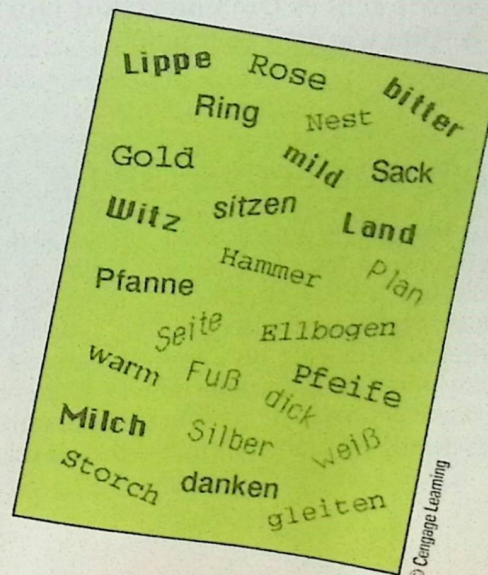 Lippe Rose bitter
Ring Nest
Gold mild Sack
Witz sitzen Land
Hammer Plan
Pfanne
Seite Ellbogen
warm Fuß Pfeife
dick
Milch Silber weiß
Storch danken gleiten
© Cengage Learning